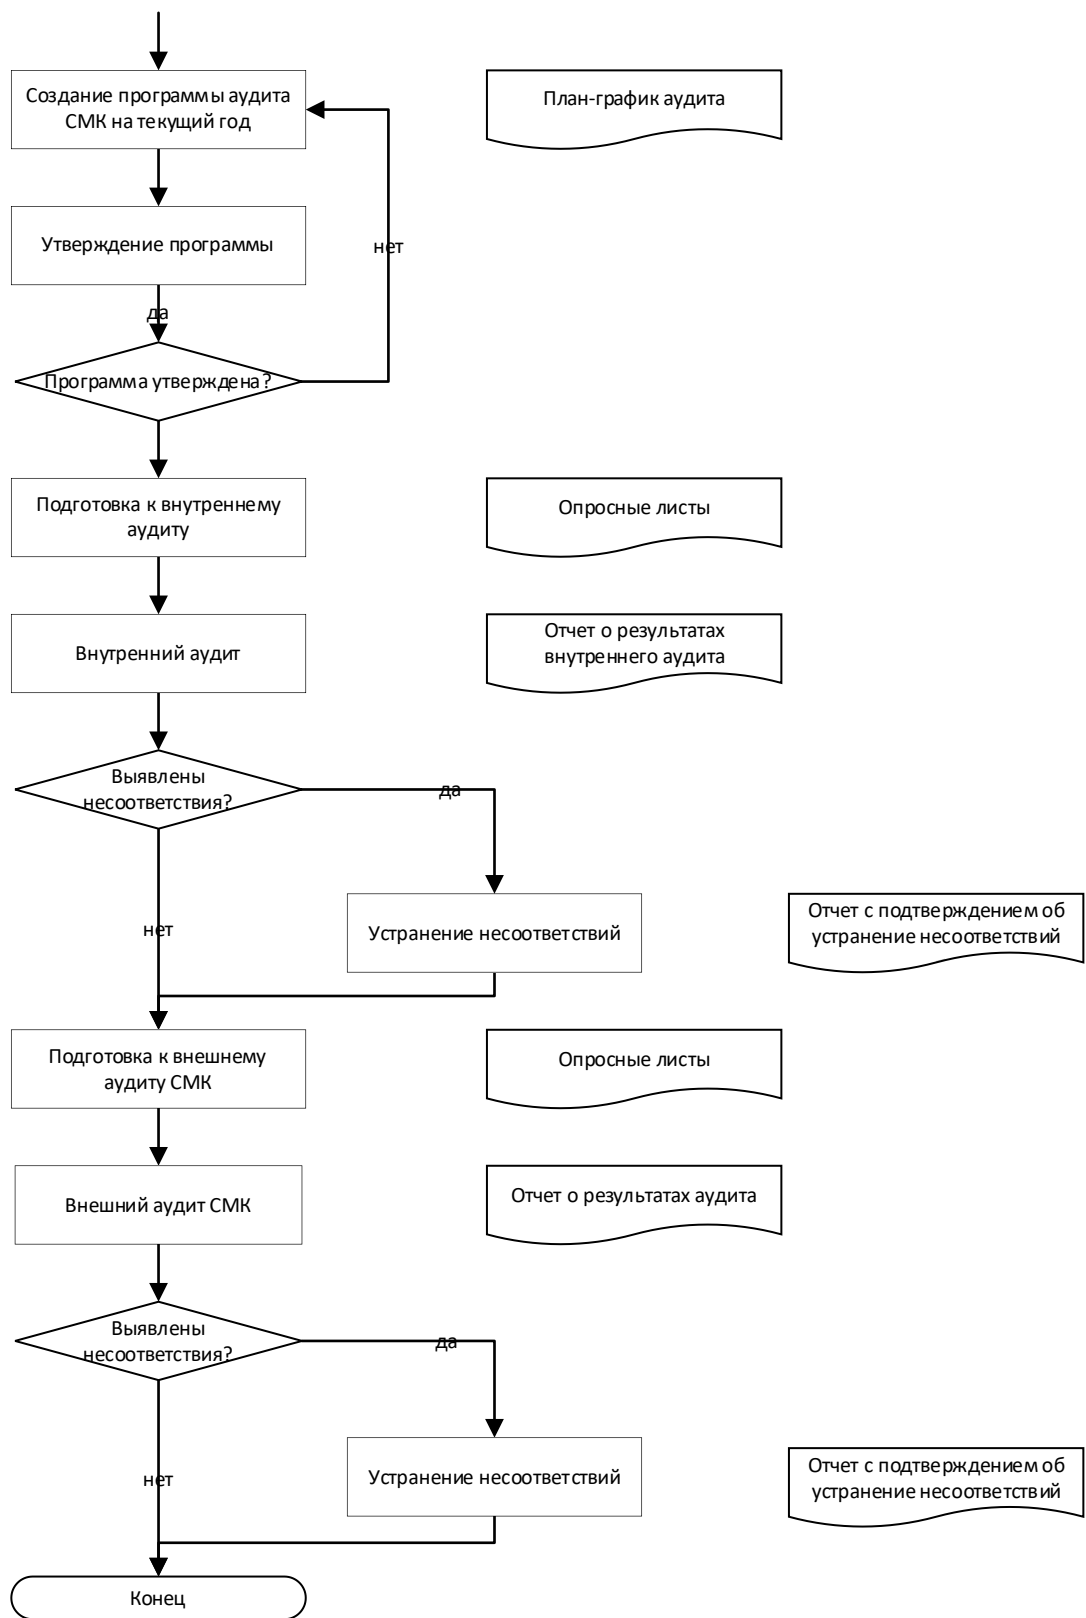 Создание программы аудита
СМК на текущий год
План-график аудита
Утверждение программы
нет
да
Программа утверждена?
Подготовка к внутреннему
аудиту
Опросные листы
Внутренний аудит
Отчет о результатах
внутреннего аудита
Выявлены
несоответствия?
да
нет
Устранение несоответствий
Отчет с подтверждением об
устранение несоответствий
Подготовка к внешнему
аудиту СМК
Опросные листы
Внешний аудит СМК
Отчет о результатах аудита
Выявлены
несоответствия?
да
нет
Устранение несоответствий
Отчет с подтверждением об
устранение несоответствий
Конец